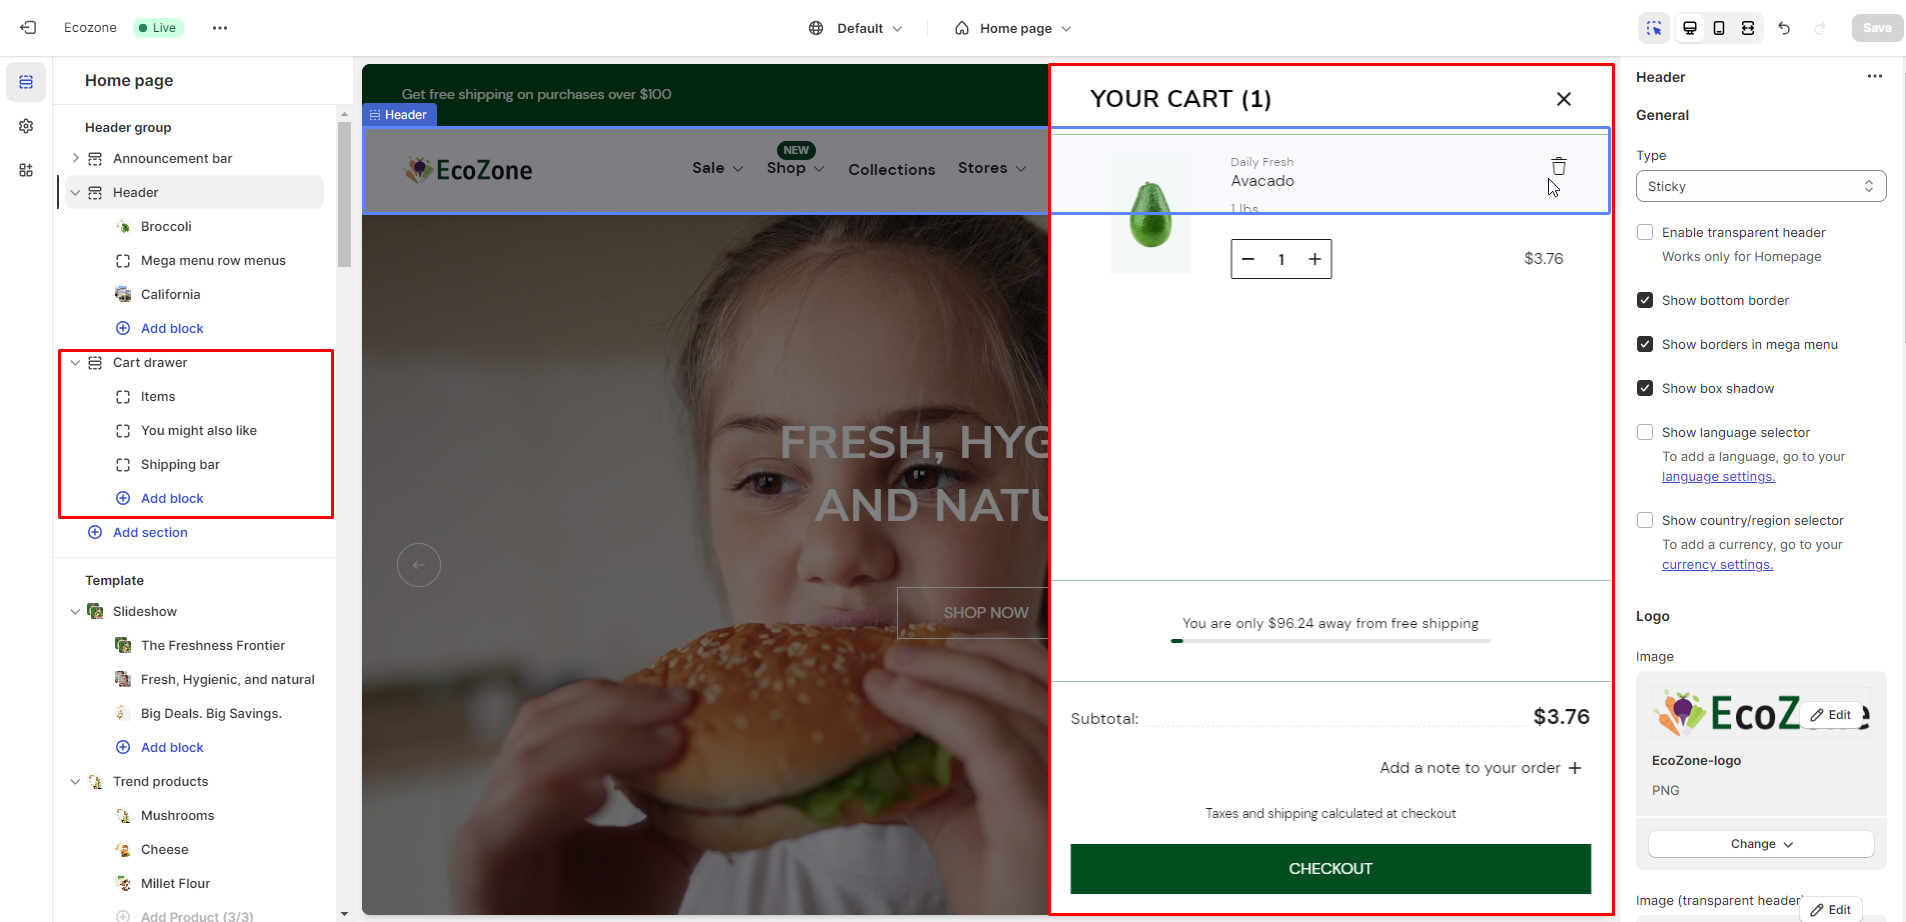 Ecozone
Live
Default
Home page
Save
Home page
Header group
Announcement bar
Header
Broccoli
Mega menu row menus
California
Add block
Cart drawer
Items
You might also like
Shipping bar
Add block
Add section
Template
Slideshow
The Freshness Frontier
Fresh, Hygienic, and natural
Big Deals. Big Savings.
Add block
Trend products
Mushrooms
Cheese
Millet Flour
Add Product (3/3)
Get free shipping on purchases over $100
Header
EcoZone
Sale
NEW
Shop
Collections
Stores
FRESH, HYG
AND NATU
SHOP NOW
YOUR CART (1)
Daily Fresh
Avacado
1 lbs
1
$3.76
You are only $96.24 away from free shipping
Subtotal:
$3.76
Add a note to your order
Taxes and shipping calculated at checkout
CHECKOUT
Header
General
Type
Sticky
Enable transparent header
Works only for Homepage
Show bottom border
Show borders in mega menu
Show box shadow
Show language selector
To add a language, go to your
language settings.
Show country/region selector
To add a currency, go to your
currency settings.
Logo
Image
EcoZ
Edit
EcoZone-logo
PNG
Change
Image (transparent header)
Edit